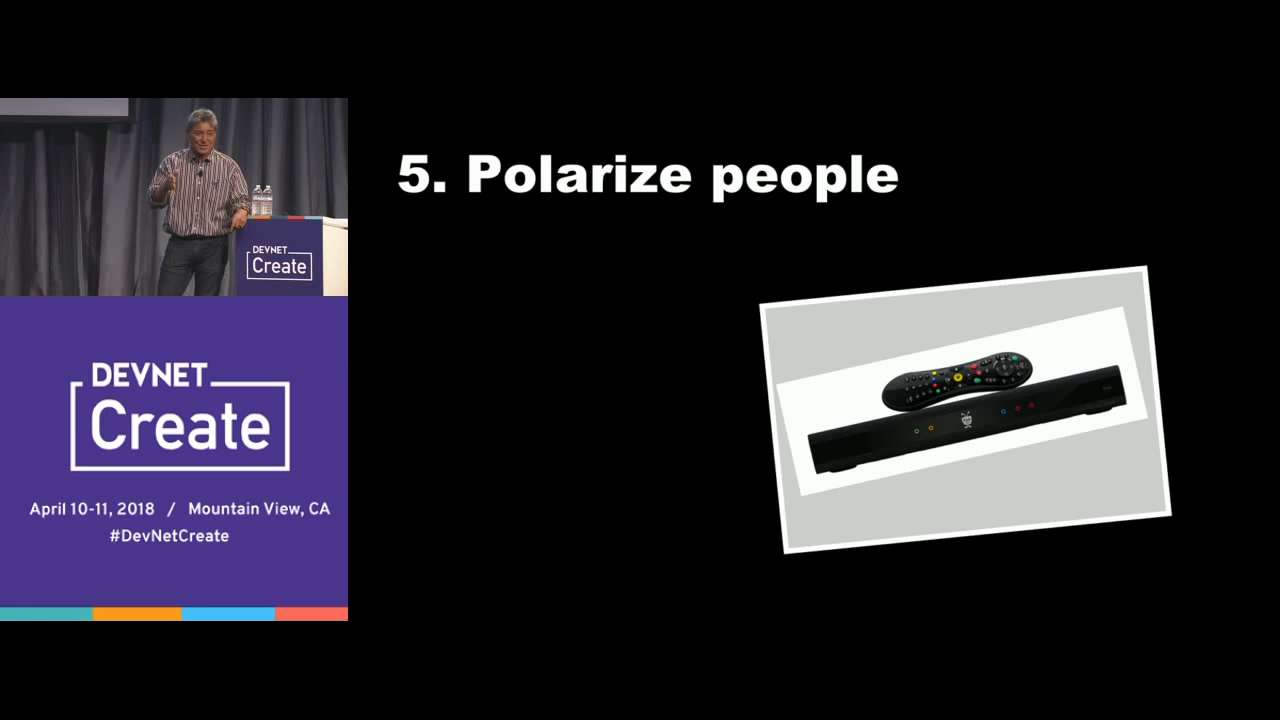 5. Polarize people
DEVNET
Create
DEVNET
Create
April 10-11, 2018 / Mountain View, CA
#DevNetCreate